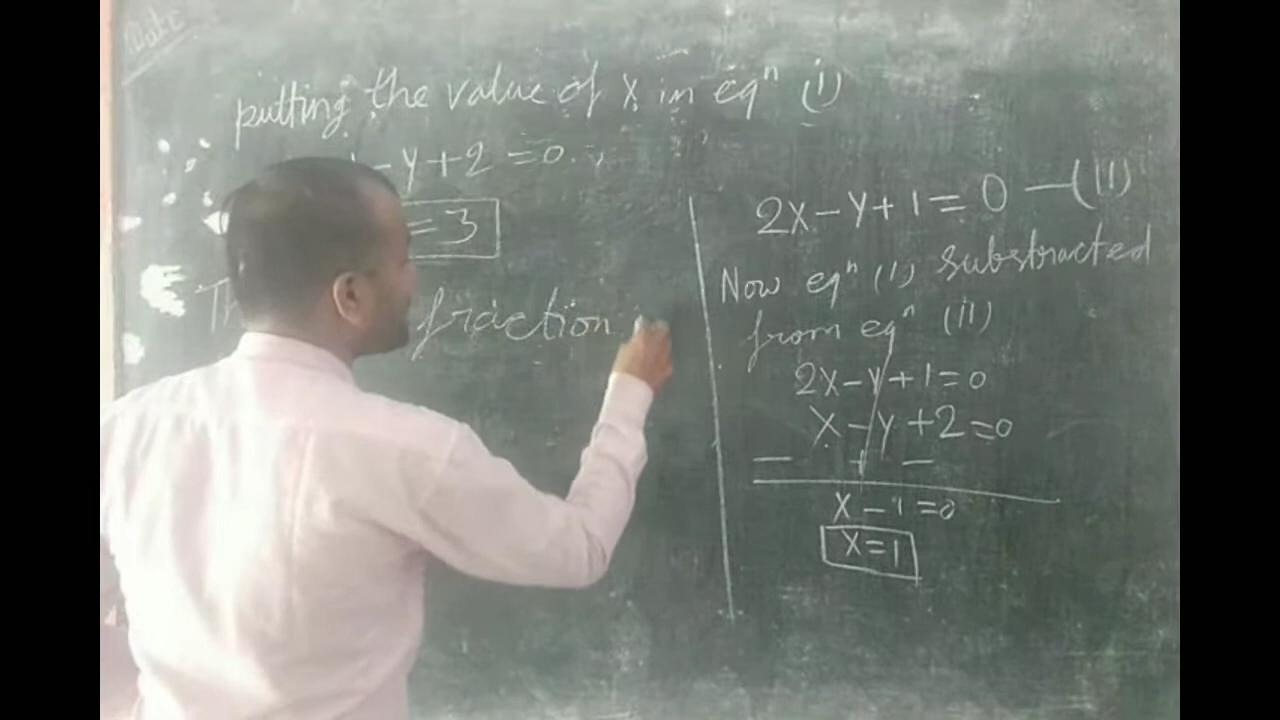 Date
putting the value of x in eqⁿ (i)
1 - y + 2 = 0
= 3
fraction
2x - y + 1 = 0 — (ii)
Now eqⁿ (i) substracted
from eqⁿ (ii)
2x - y + 1 = 0
x - y + 2 = 0
— + —
x - 1 = 0
x = 1